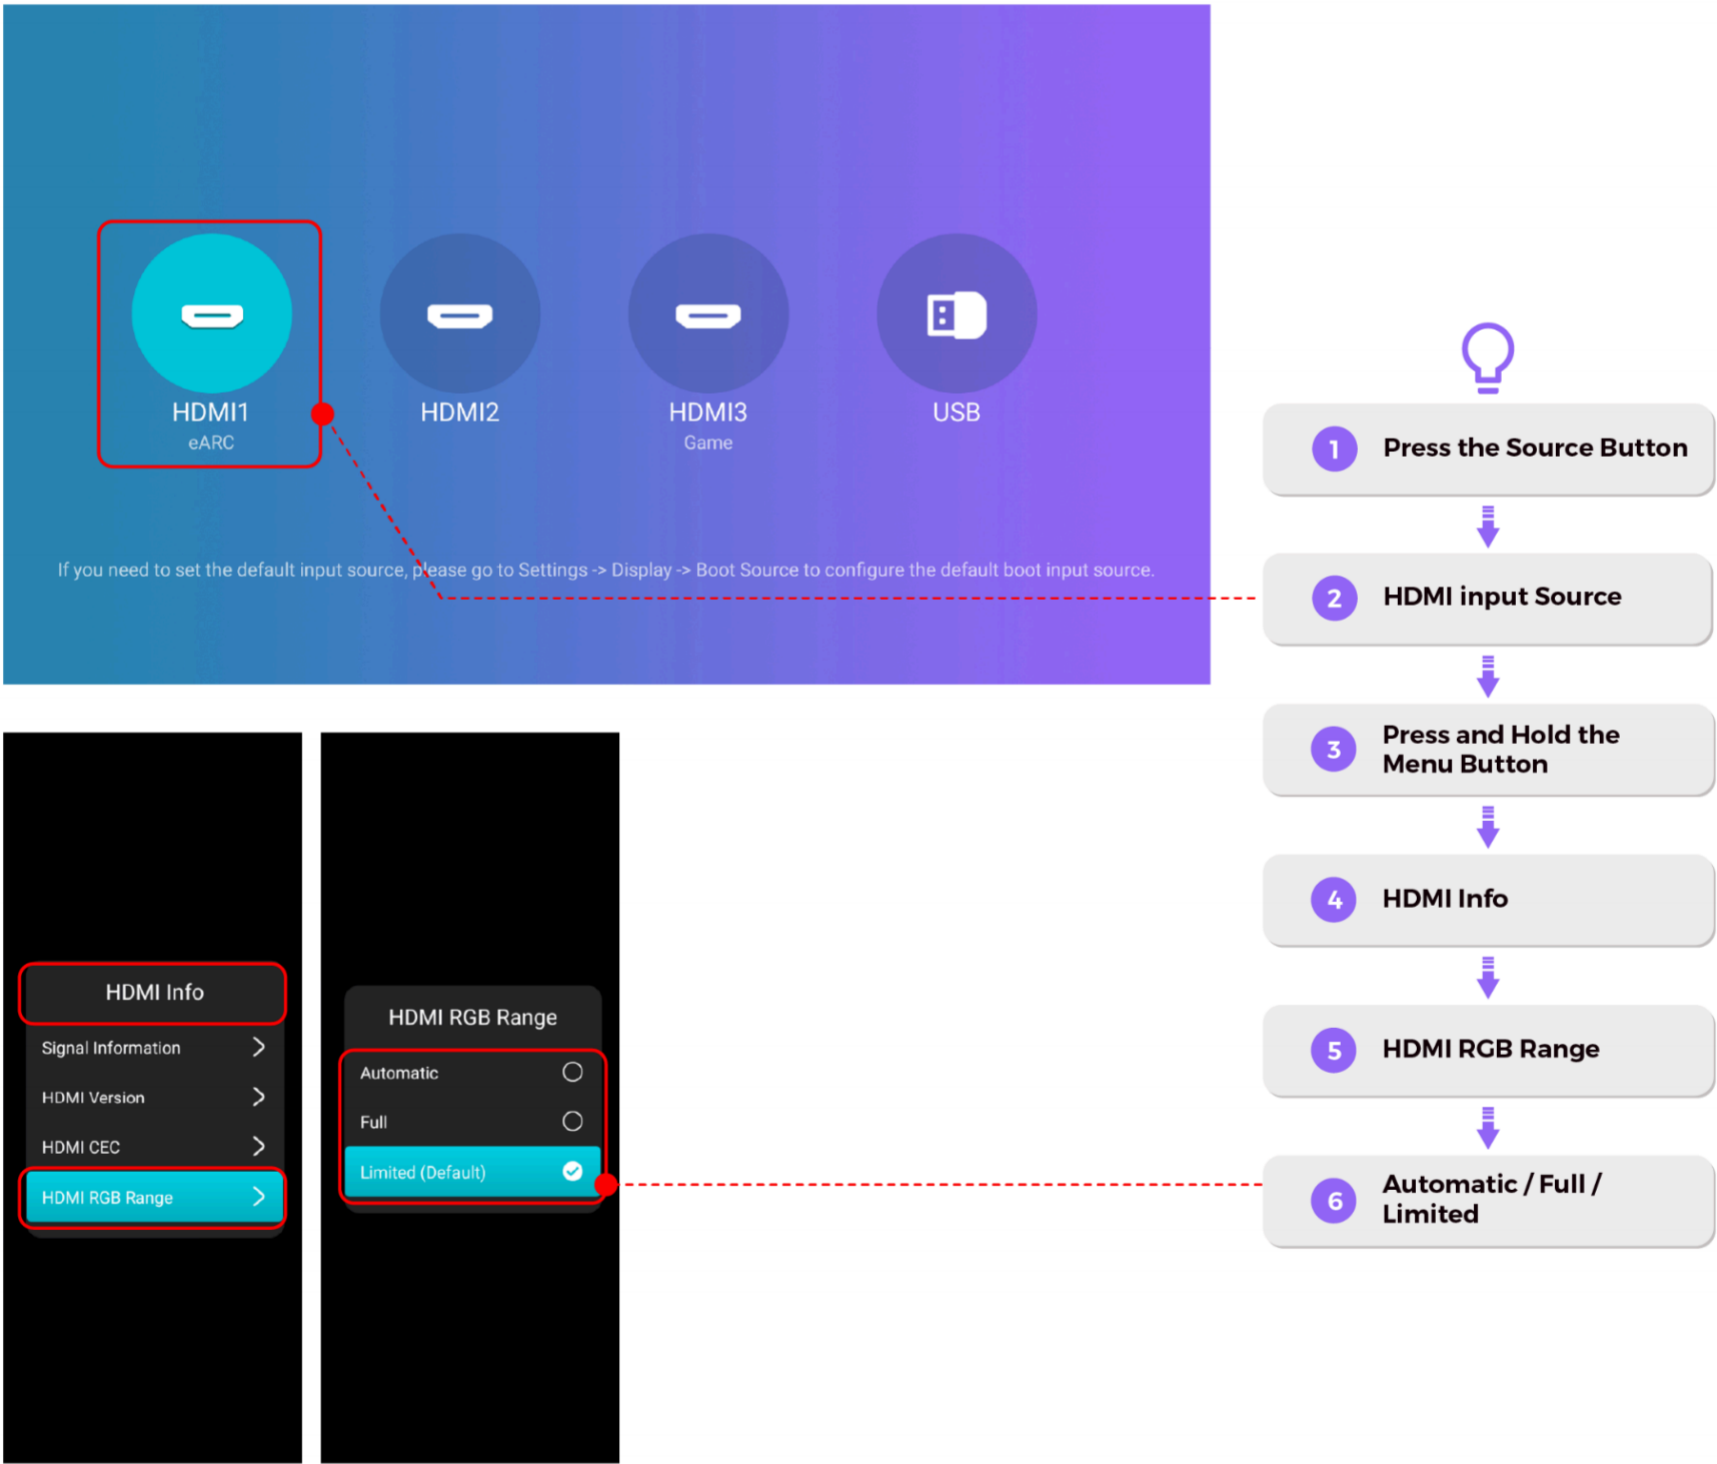 HDMI1
eARC
HDMI2
HDMI3
Game
USB
If you need to set the default input source, please go to Settings -> Display -> Boot Source to configure the default boot input source.
1 Press the Source Button
2 HDMI input Source
3 Press and Hold the
Menu Button
4 HDMI Info
5 HDMI RGB Range
6 Automatic / Full /
Limited
HDMI Info
Signal Information
HDMI Version
HDMI CEC
HDMI RGB Range
HDMI RGB Range
Automatic
Full
Limited (Default)